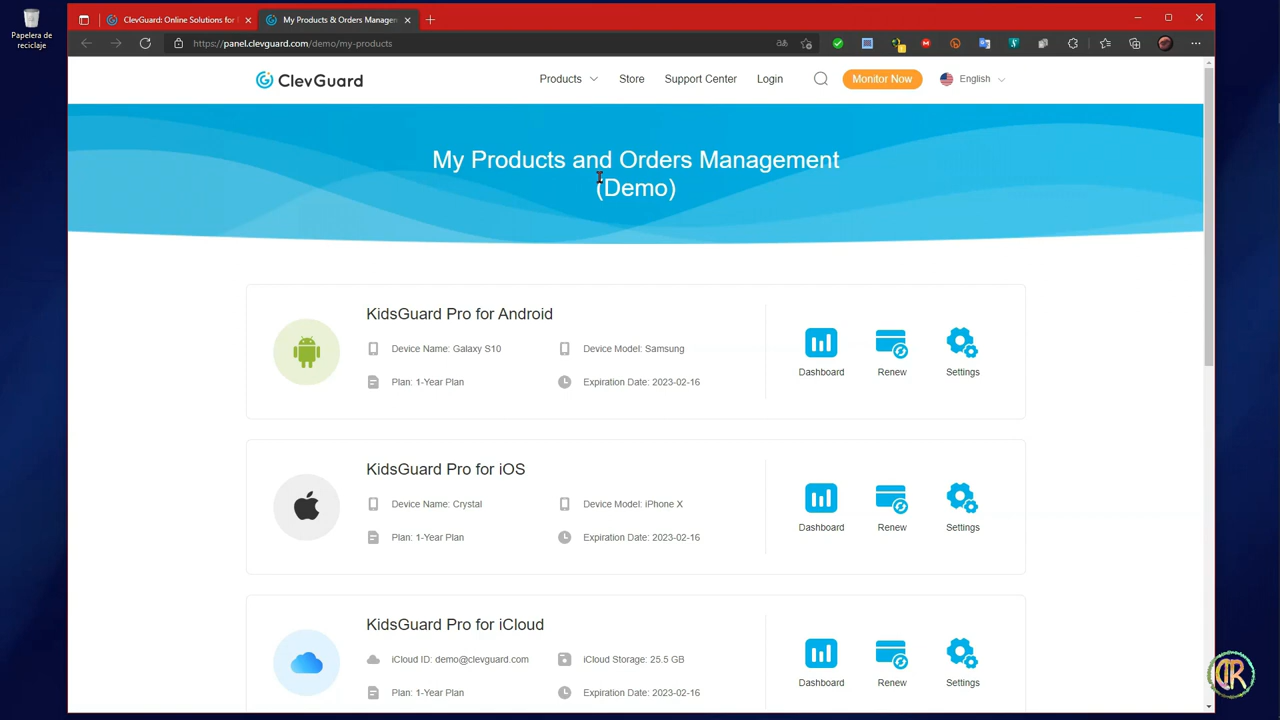 Papelera de reciclaje
ClevGuard: Online Solutions for
My Products & Orders Manager
https://panel.clevguard.com/demo/my-products
ClevGuard
Products
Store
Support Center
Login
Monitor Now
English
My Products and Orders Management
(Demo)
KidsGuard Pro for Android
Device Name: Galaxy S10
Device Model: Samsung
Plan: 1-Year Plan
Expiration Date: 2023-02-16
Dashboard
Renew
Settings
KidsGuard Pro for iOS
Device Name: Crystal
Device Model: iPhone X
Plan: 1-Year Plan
Expiration Date: 2023-02-16
Dashboard
Renew
Settings
KidsGuard Pro for iCloud
iCloud ID: demo@clevguard.com
iCloud Storage: 25.5 GB
Plan: 1-Year Plan
Expiration Date: 2023-02-16
Dashboard
Renew
Settings